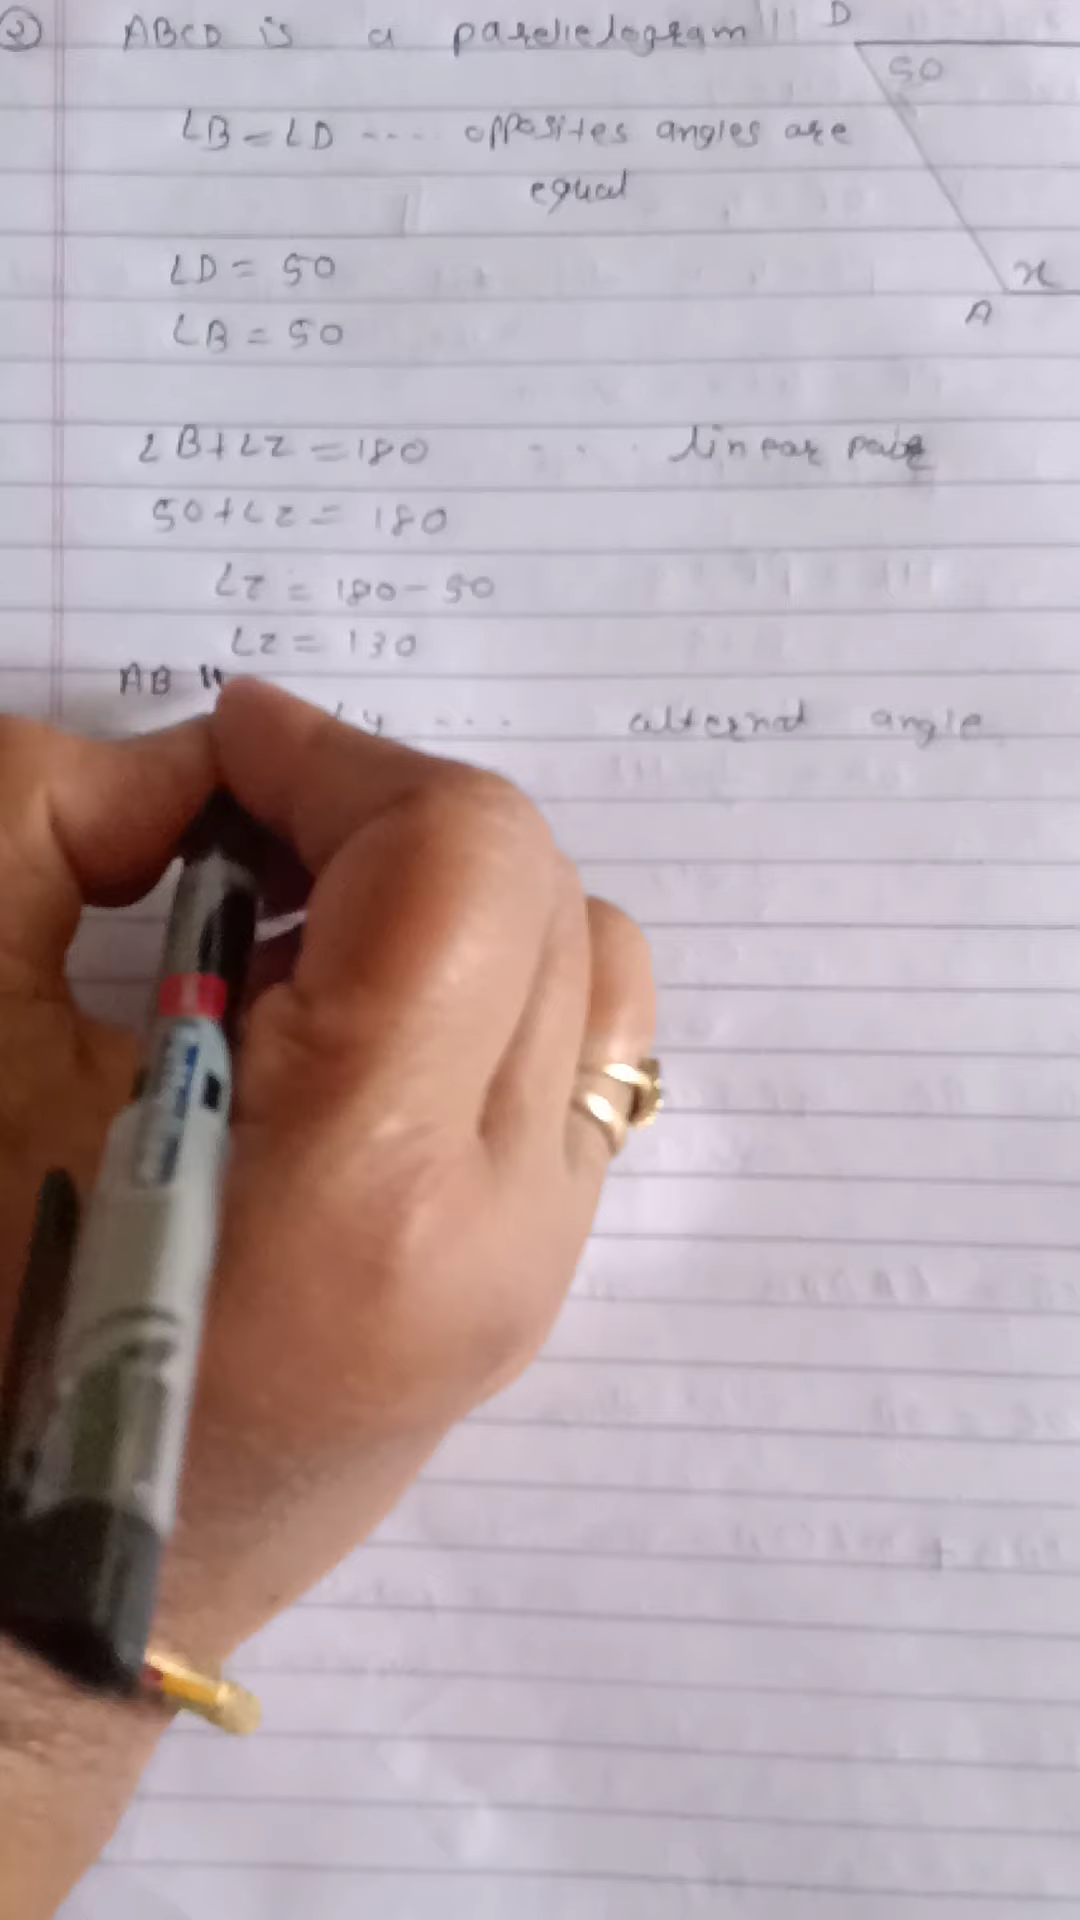 2 ABCD is a parellelogram D
50
∠B = ∠D .... opposites angles are
equal
∠D = 50
x
A
∠B = 50
∠B + ∠z = 180 .... linear pair
50 + ∠z = 180
∠z = 180 - 50
∠z = 130
AB ||
∠y ... alternat angle